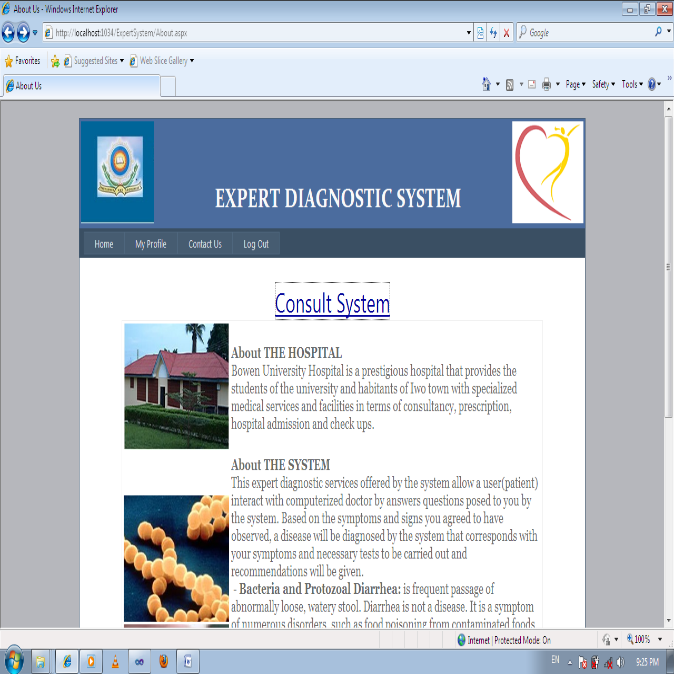 About Us - Windows Internet Explorer
http://localhost:1034/ExpertSystem/About.aspx
Google
Favorites
Suggested Sites
Web Slice Gallery
About Us
Page
Safety
Tools
EXPERT DIAGNOSTIC SYSTEM
Home
My Profile
Contact Us
Log Out
Consult System
About THE HOSPITAL
Bowen University Hospital is a prestigious hospital that provides the
students of the university and habitants of Iwo town with specialized
medical services and facilities in terms of consultancy, prescription,
hospital admission and check ups.
About THE SYSTEM
This expert diagnostic services offered by the system allow a user(patient)
interact with computerized doctor by answers questions posed to you by
the system. Based on the symptoms and signs you agreed to have
observed, a disease will be diagnosed by the system that corresponds with
your symptoms and necessary tests to be carried out and
recommendations will be given.
- Bacteria and Protozoal Diarrhea: is frequent passage of
abnormally loose, watery stool. Diarrhea is not a disease. It is a symptom
of numerous disorders, such as food poisoning from contaminated foods
Internet | Protected Mode: On
100%
EN
9:25 PM